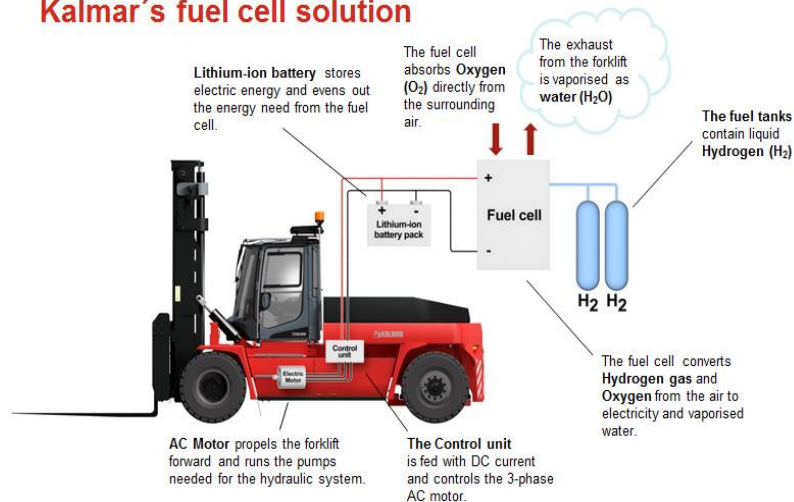 Kalmar´s fuel cell solution
Lithium-ion battery stores
electric energy and evens out
the energy need from the fuel
cell.
The fuel cell
absorbs Oxygen
(O₂) directly from
the surrounding
air.
The exhaust
from the forklift
is vaporised as
water (H₂O)
The fuel tanks
contain liquid
Hydrogen (H₂)
+
-
Lithium-ion
battery pack
+
Fuel cell
-
H₂ H₂
KALMAR
Control
unit
Electric
Motor
The fuel cell converts
Hydrogen gas and
Oxygen from the air to
electricity and vaporised
water.
AC Motor propels the forklift
forward and runs the pumps
needed for the hydraulic system.
The Control unit
is fed with DC current
and controls the 3-phase
AC motor.